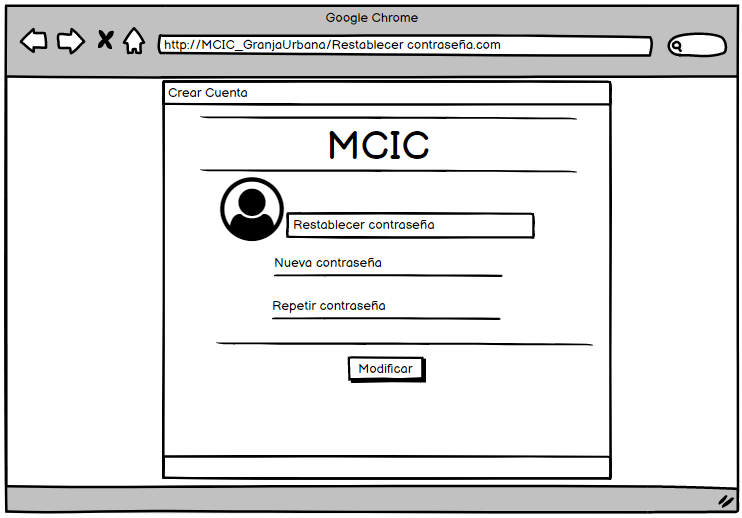 Google Chrome
http://MCIC_GranjaUrbana/Restablecer contraseña.com
Crear Cuenta
MCIC
Restablecer contraseña
Nueva contraseña
Repetir contraseña
Modificar